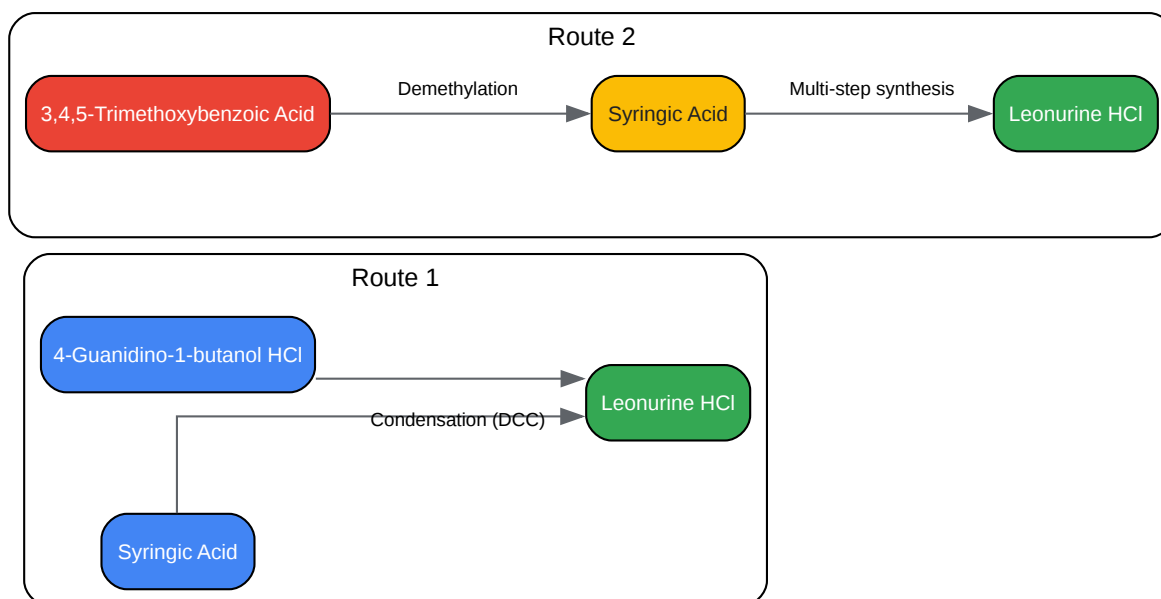 Route 2
3,4,5-Trimethoxybenzoic Acid
Demethylation
Syringic Acid
Multi-step synthesis
Leonurine HCl
Route 1
4-Guanidino-1-butanol HCl
Leonurine HCl
Condensation (DCC)
Syringic Acid